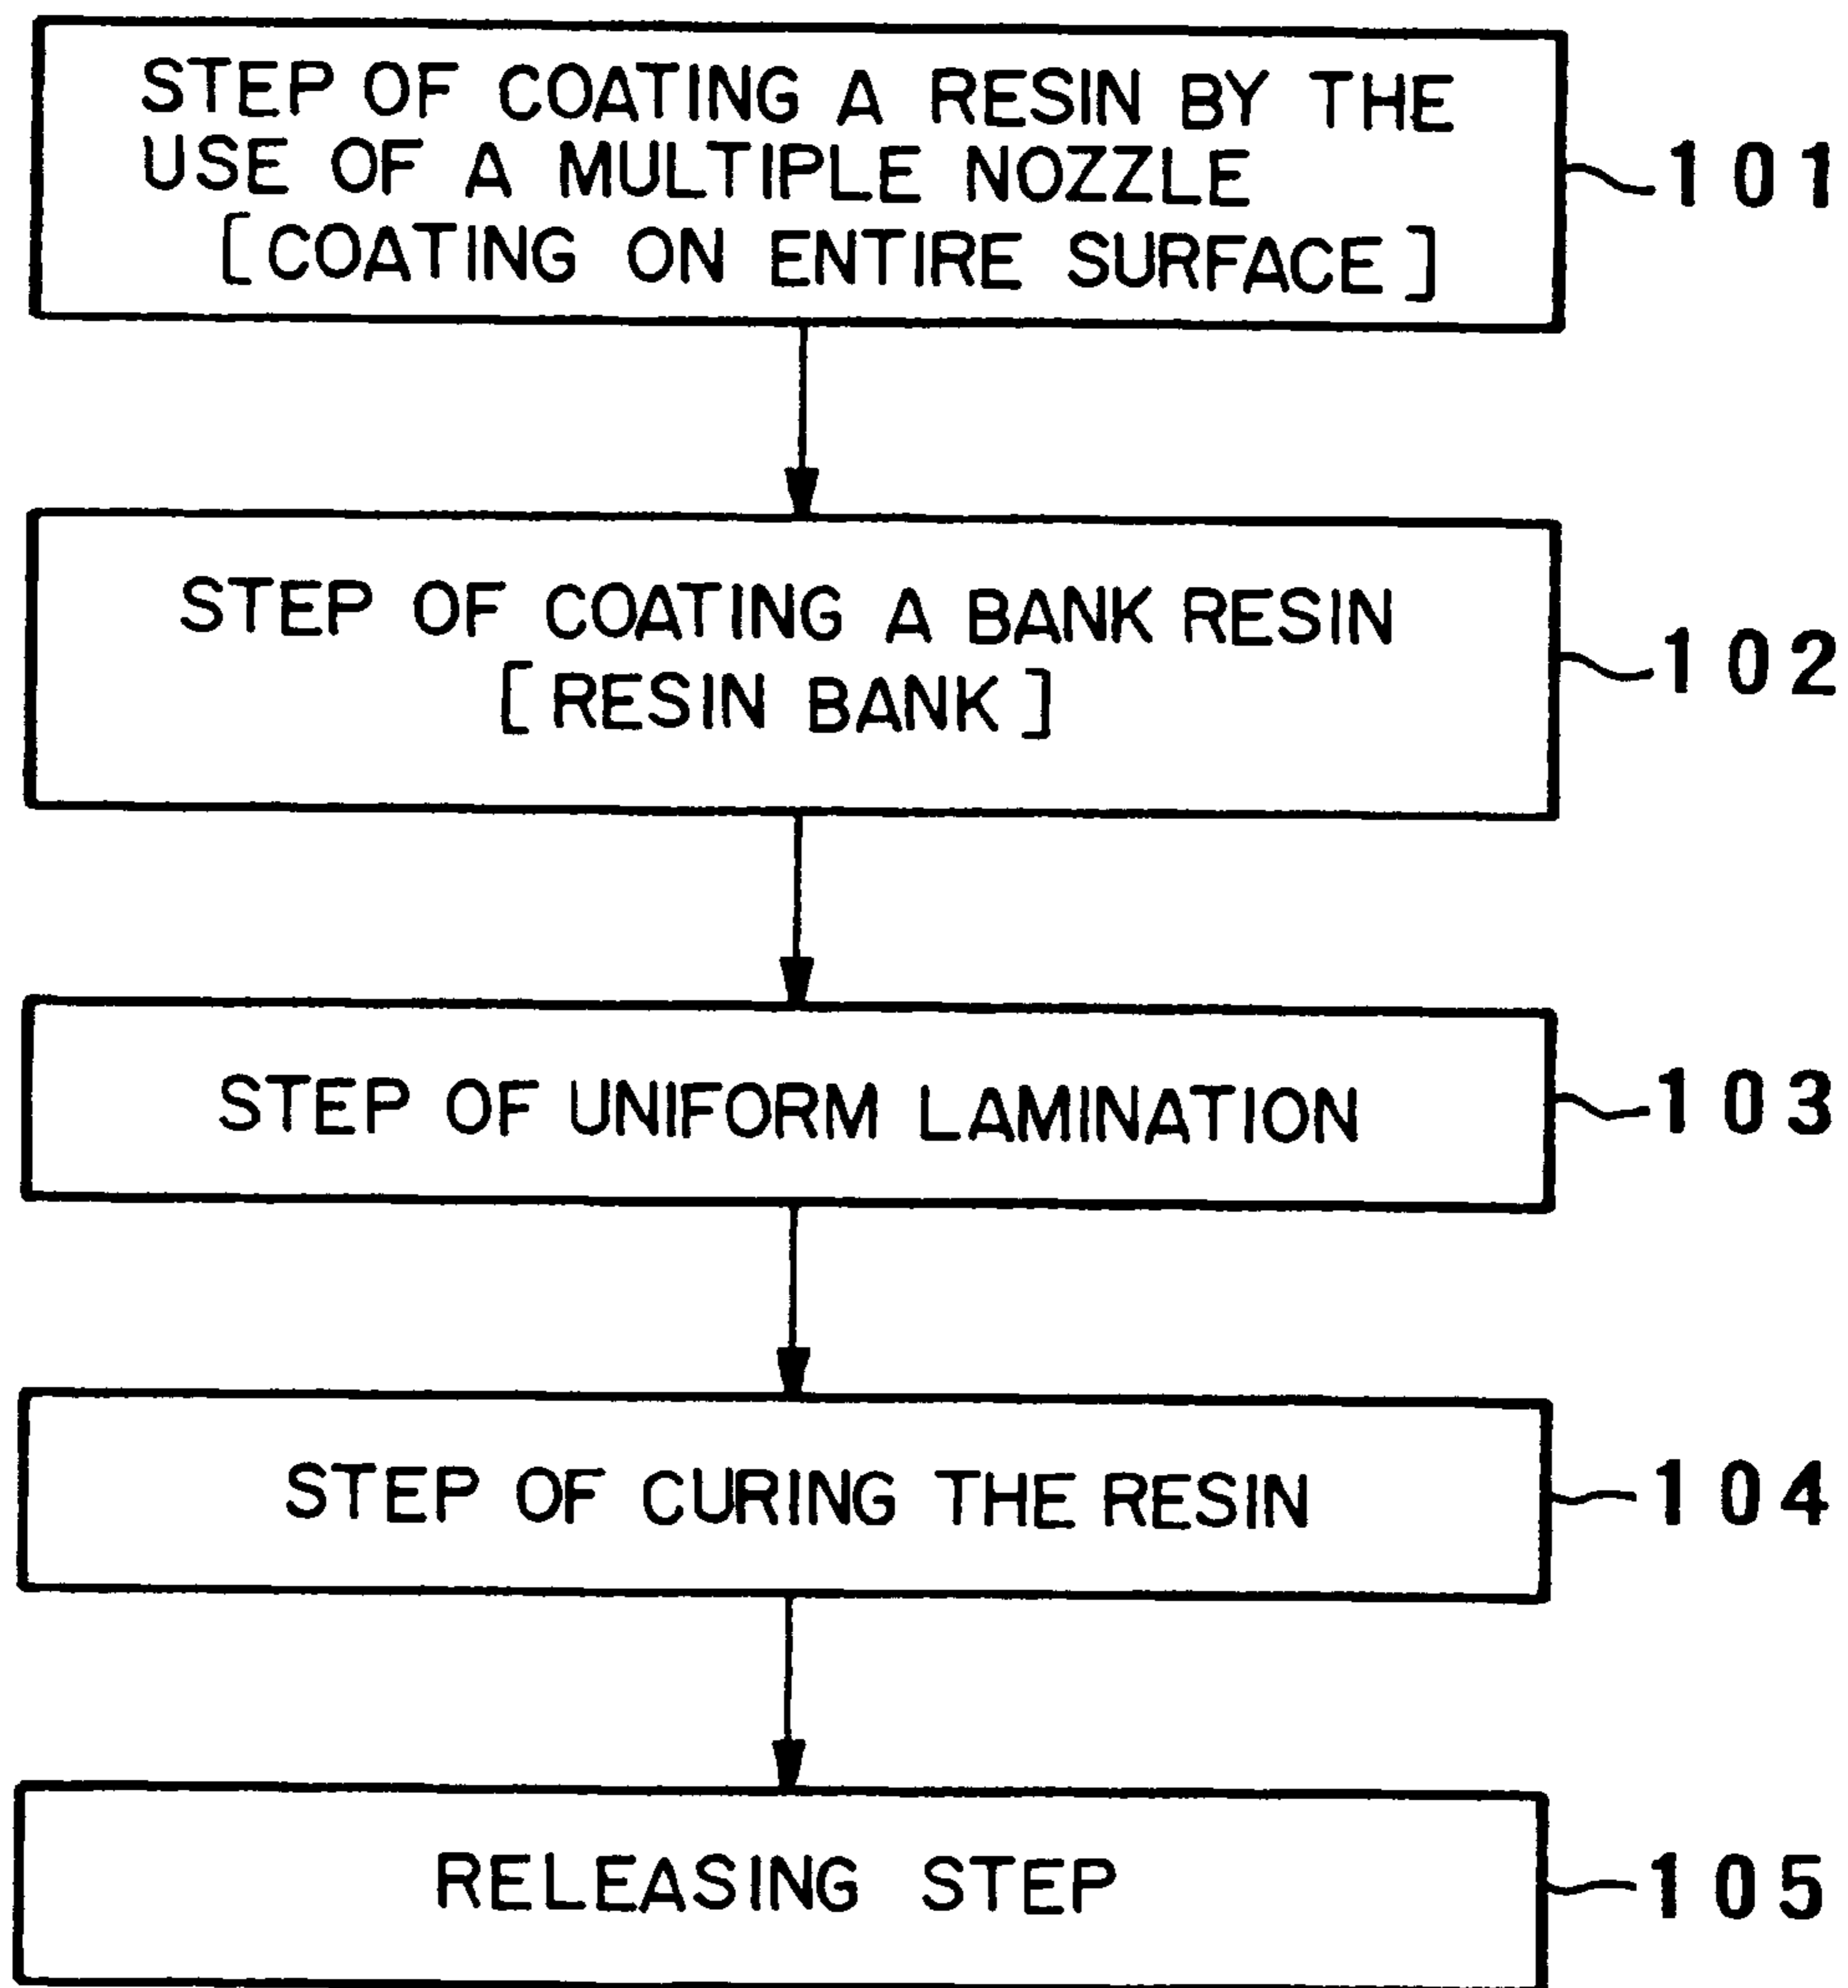 STEP OF COATING A RESIN BY THE
USE OF A MULTIPLE NOZZLE
[COATING ON ENTIRE SURFACE]
101
STEP OF COATING A BANK RESIN
[RESIN BANK]
102
STEP OF UNIFORM LAMINATION
103
STEP OF CURING THE RESIN
104
RELEASING STEP
105